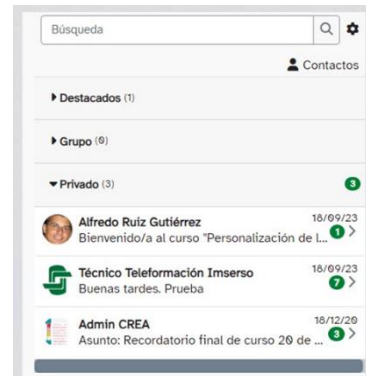 Búsqueda
Contactos
Destacados (1)
Grupo (0)
Privado (3)
3
Alfredo Ruiz Gutiérrez 18/09/23
Bienvenido/a al curso "Personalización de l... 1
Técnico Teleformación Imserso 18/09/23
Buenas tardes. Prueba 7
Admin CREA 18/12/20
Asunto: Recordatorio final de curso 20 de ... 3